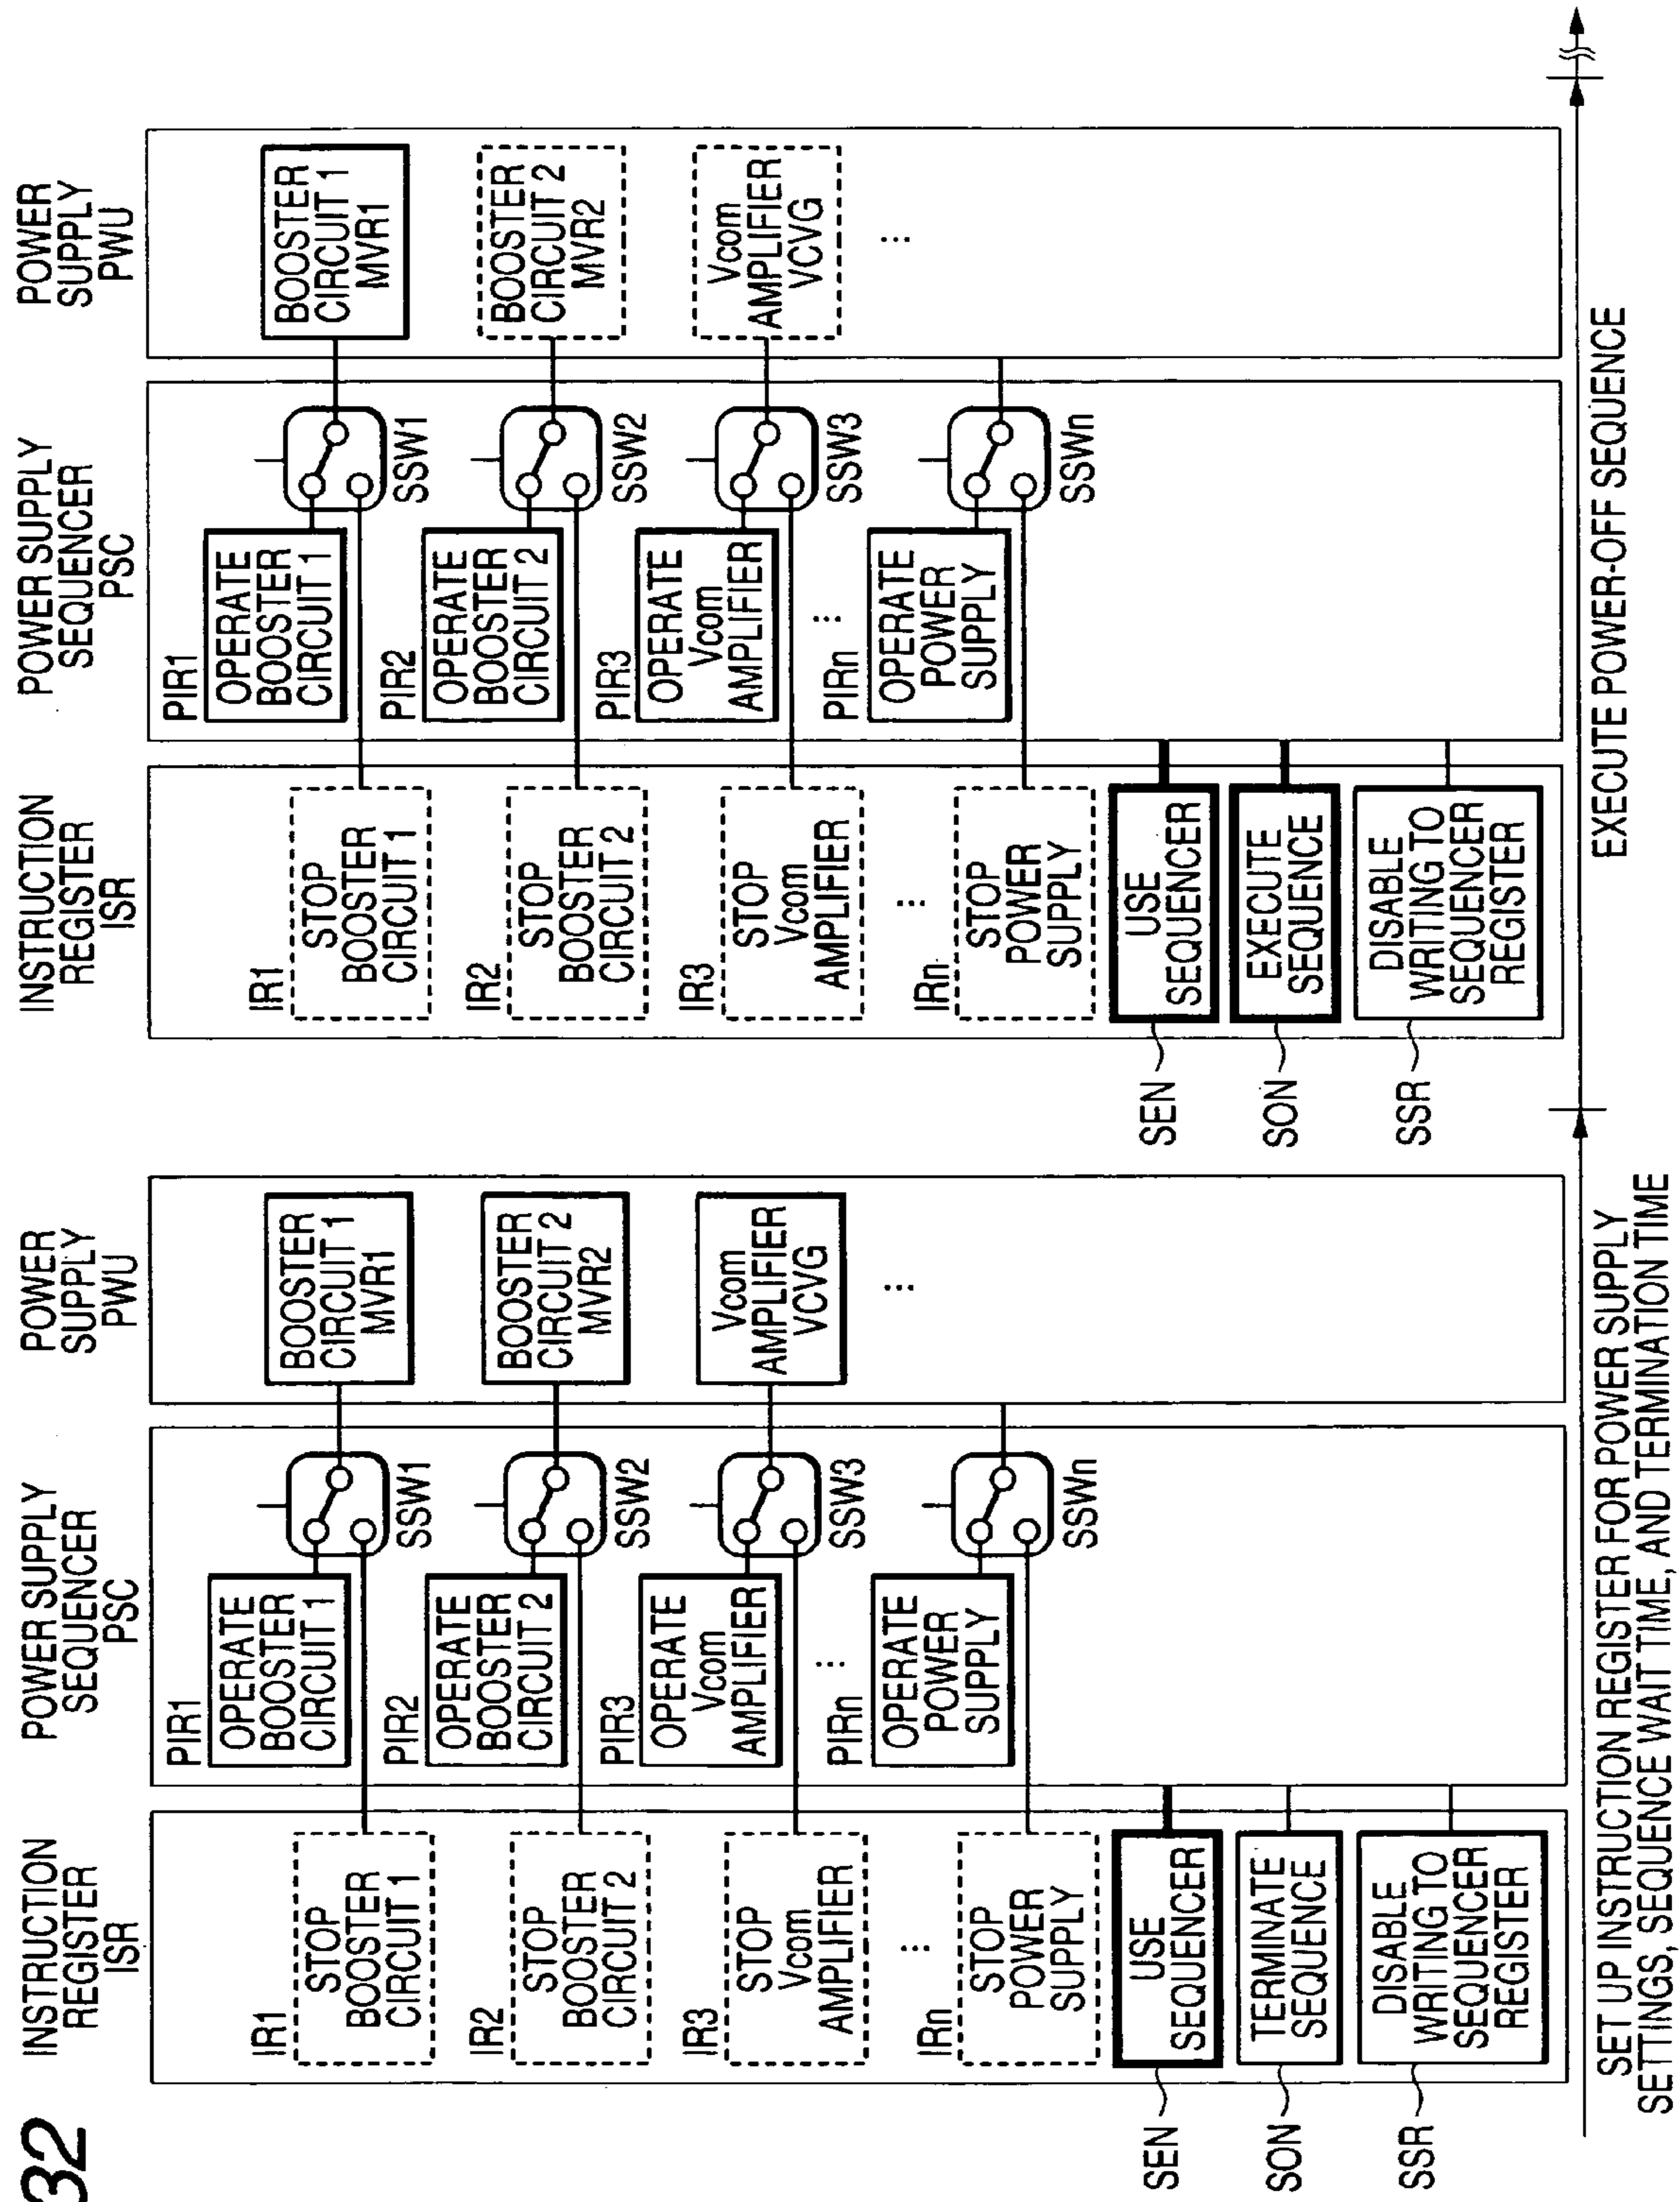 32
INSTRUCTION
REGISTER
ISR
POWER SUPPLY
SEQUENCER
PSC
POWER
SUPPLY
PWU
IR1
STOP
BOOSTER
CIRCUIT 1
IR2
STOP
BOOSTER
CIRCUIT 2
IR3
STOP
Vcom
AMPLIFIER
...
IRn
STOP
POWER
SUPPLY
SEN
USE
SEQUENCER
SON
TERMINATE
SEQUENCE
SSR
DISABLE
WRITING TO
SEQUENCER
REGISTER
PIR1
OPERATE
BOOSTER
CIRCUIT 1
SSW1
PIR2
OPERATE
BOOSTER
CIRCUIT 2
SSW2
PIR3
OPERATE
Vcom
AMPLIFIER
SSW3
...
PIRn
OPERATE
POWER
SUPPLY
SSWn
BOOSTER
CIRCUIT 1
MVR1
BOOSTER
CIRCUIT 2
MVR2
Vcom
AMPLIFIER
VCVG
...
SET UP INSTRUCTION REGISTER FOR POWER SUPPLY
SETTINGS, SEQUENCE WAIT TIME, AND TERMINATION TIME
INSTRUCTION
REGISTER
ISR
POWER SUPPLY
SEQUENCER
PSC
POWER
SUPPLY
PWU
IR1
STOP
BOOSTER
CIRCUIT 1
IR2
STOP
BOOSTER
CIRCUIT 2
IR3
STOP
Vcom
AMPLIFIER
...
IRn
STOP
POWER
SUPPLY
SEN
USE
SEQUENCER
SON
EXECUTE
SEQUENCE
SSR
DISABLE
WRITING TO
SEQUENCER
REGISTER
PIR1
OPERATE
BOOSTER
CIRCUIT 1
SSW1
PIR2
OPERATE
BOOSTER
CIRCUIT 2
SSW2
PIR3
OPERATE
Vcom
AMPLIFIER
SSW3
...
PIRn
OPERATE
POWER
SUPPLY
SSWn
BOOSTER
CIRCUIT 1
MVR1
BOOSTER
CIRCUIT 2
MVR2
Vcom
AMPLIFIER
VCVG
...
EXECUTE POWER-OFF SEQUENCE